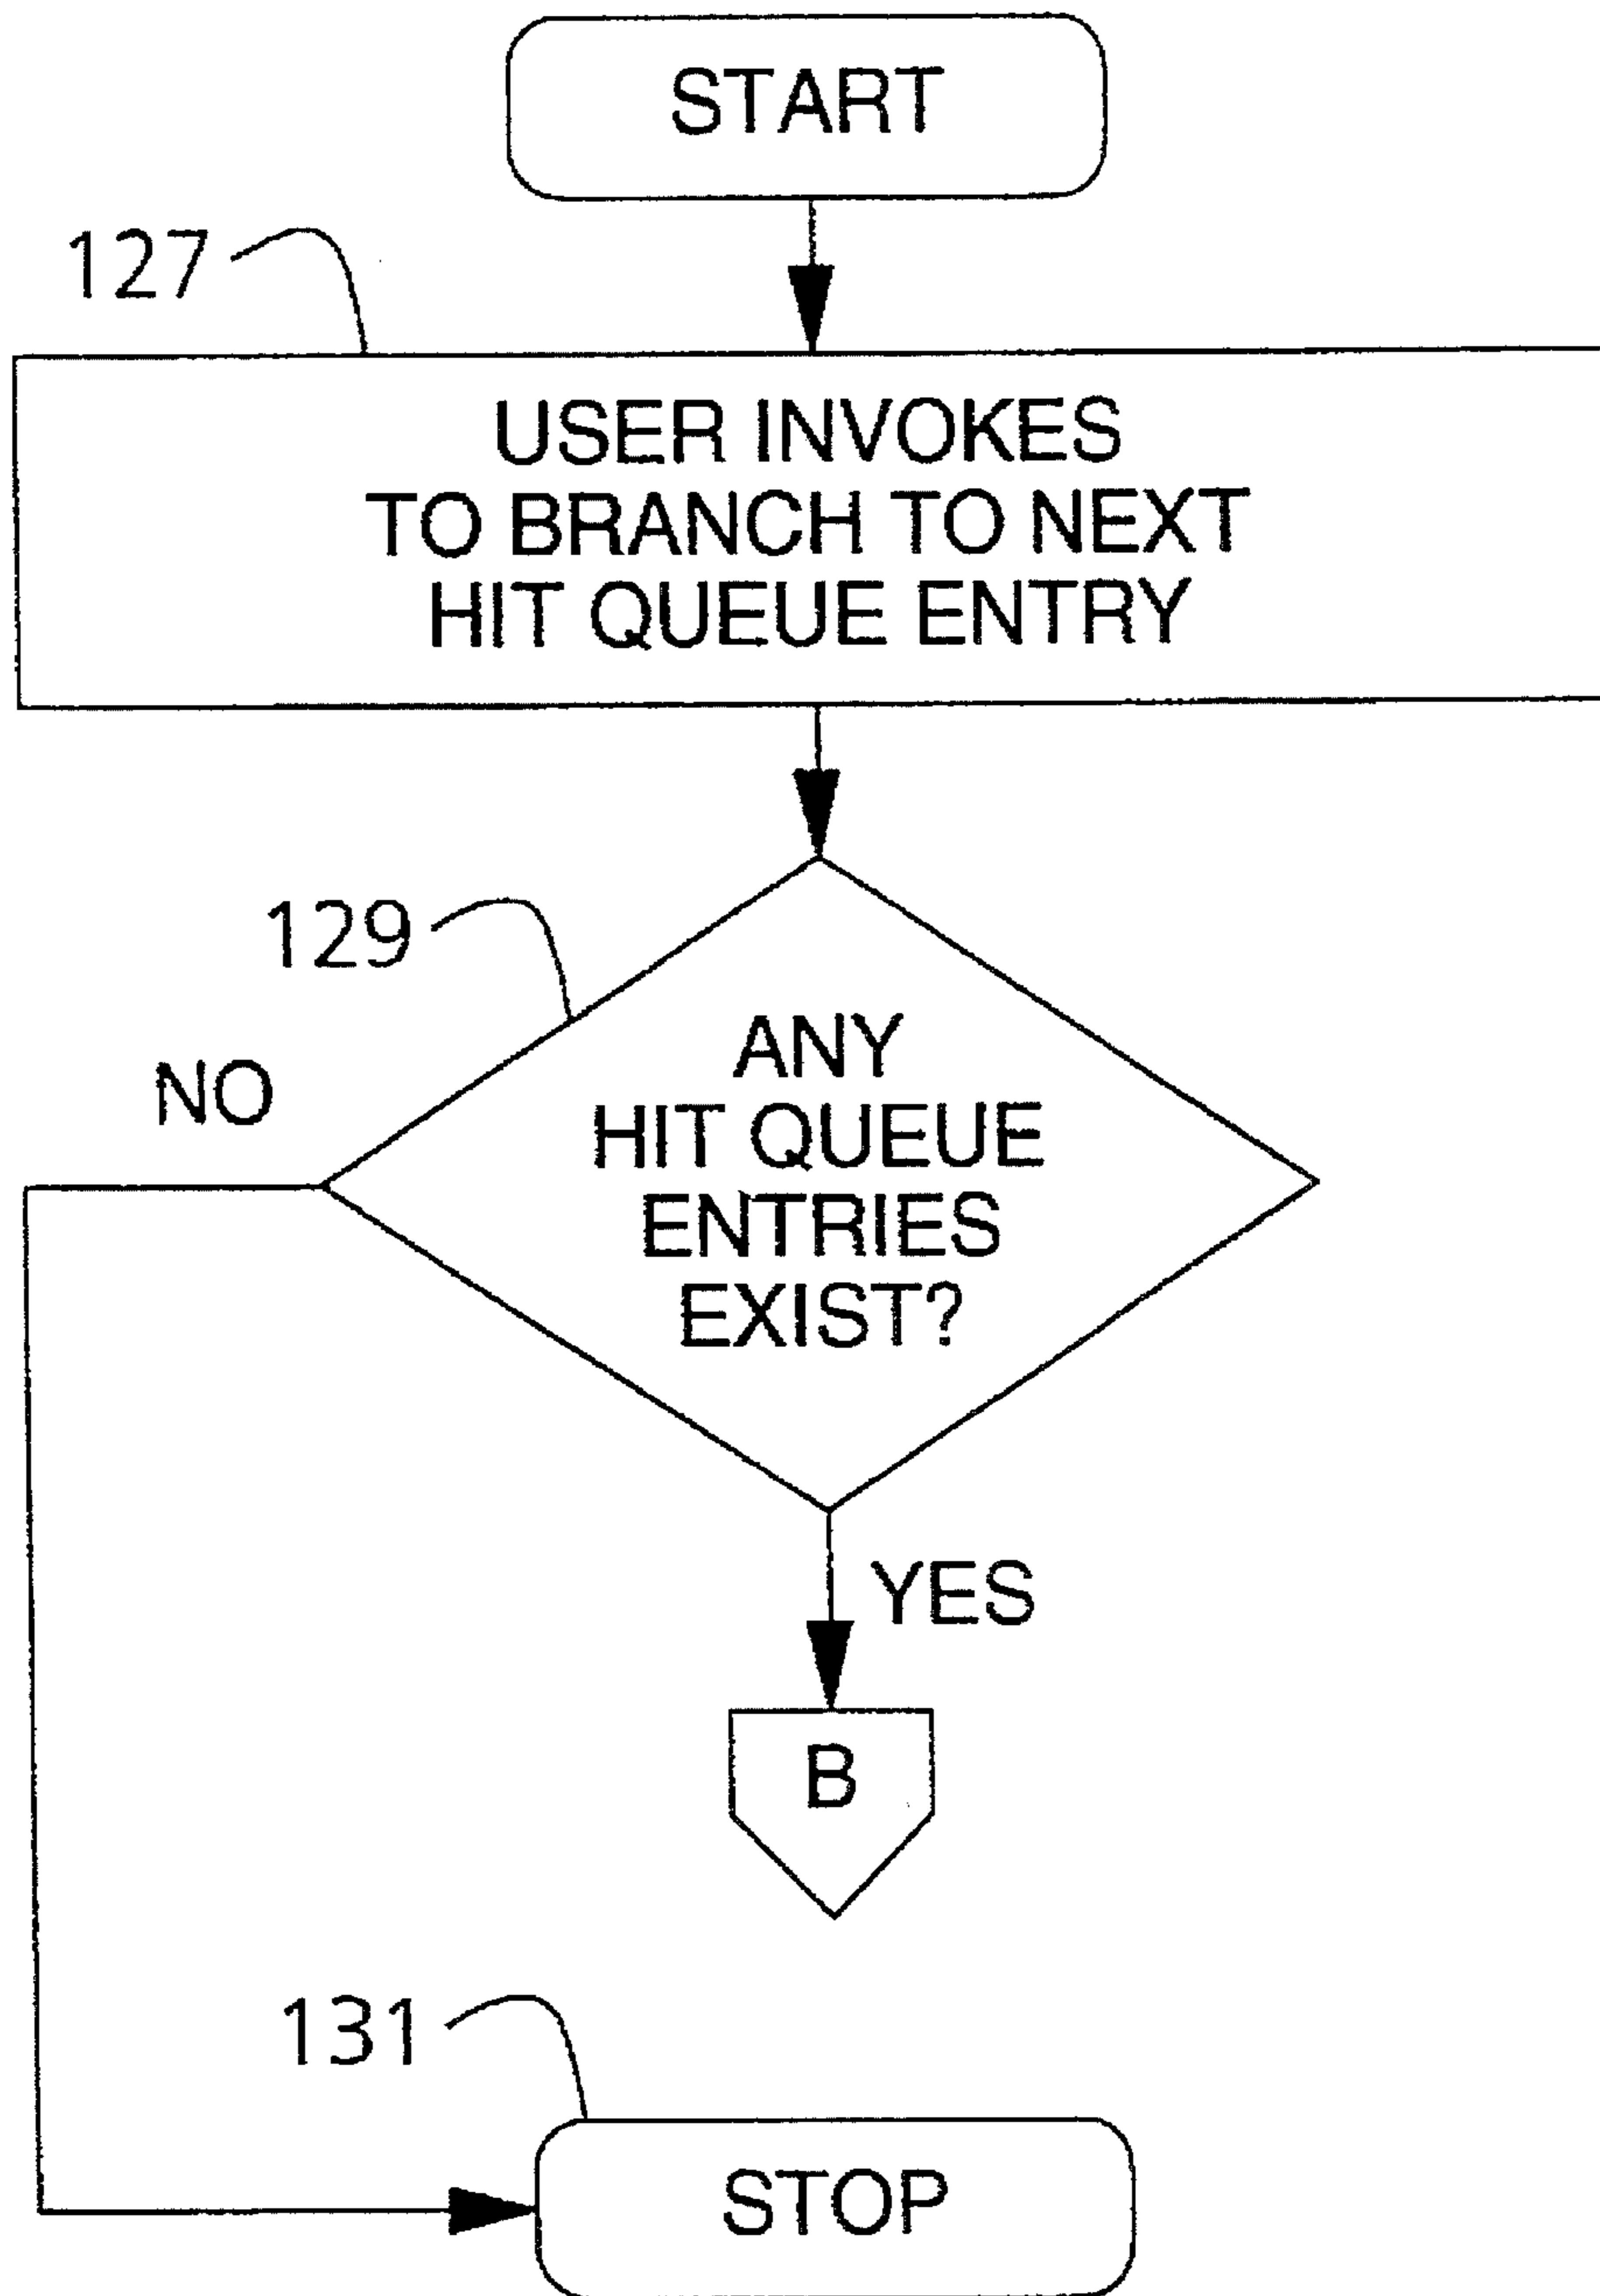 START
127
USER INVOKES
TO BRANCH TO NEXT
HIT QUEUE ENTRY
129
ANY
HIT QUEUE
ENTRIES
EXIST?
NO
YES
B
131
STOP